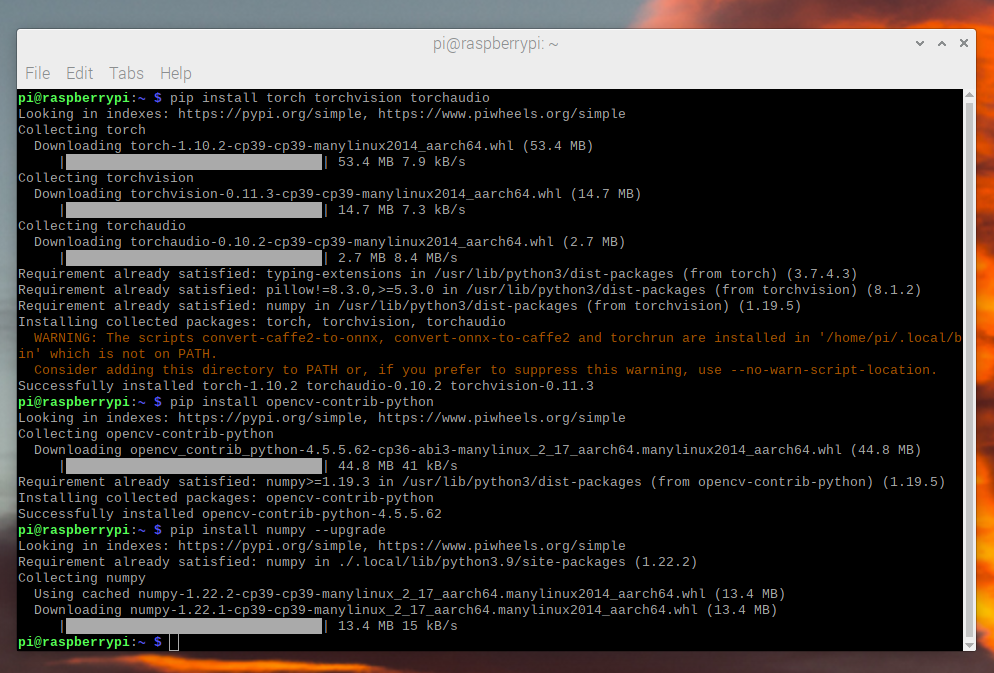 pi@raspberrypi: ~
File Edit Tabs Help
pi@raspberrypi:~ $ pip install torch torchvision torchaudio
Looking in indexes: https://pypi.org/simple, https://www.piwheels.org/simple
Collecting torch
  Downloading torch-1.10.2-cp39-cp39-manylinux2014_aarch64.whl (53.4 MB)
     |████████████████████████████████| 53.4 MB 7.9 kB/s
Collecting torchvision
  Downloading torchvision-0.11.3-cp39-cp39-manylinux2014_aarch64.whl (14.7 MB)
     |████████████████████████████████| 14.7 MB 7.3 kB/s
Collecting torchaudio
  Downloading torchaudio-0.10.2-cp39-cp39-manylinux2014_aarch64.whl (2.7 MB)
     |████████████████████████████████| 2.7 MB 8.4 MB/s
Requirement already satisfied: typing-extensions in /usr/lib/python3/dist-packages (from torch) (3.7.4.3)
Requirement already satisfied: pillow!=8.3.0,>=5.3.0 in /usr/lib/python3/dist-packages (from torchvision) (8.1.2)
Requirement already satisfied: numpy in /usr/lib/python3/dist-packages (from torchvision) (1.19.5)
Installing collected packages: torch, torchvision, torchaudio
  WARNING: The scripts convert-caffe2-to-onnx, convert-onnx-to-caffe2 and torchrun are installed in '/home/pi/.local/b
in' which is not on PATH.
  Consider adding this directory to PATH or, if you prefer to suppress this warning, use --no-warn-script-location.
Successfully installed torch-1.10.2 torchaudio-0.10.2 torchvision-0.11.3
pi@raspberrypi:~ $ pip install opencv-contrib-python
Looking in indexes: https://pypi.org/simple, https://www.piwheels.org/simple
Collecting opencv-contrib-python
  Downloading opencv_contrib_python-4.5.5.62-cp36-abi3-manylinux_2_17_aarch64.manylinux2014_aarch64.whl (44.8 MB)
     |████████████████████████████████| 44.8 MB 41 kB/s
Requirement already satisfied: numpy>=1.19.3 in /usr/lib/python3/dist-packages (from opencv-contrib-python) (1.19.5)
Installing collected packages: opencv-contrib-python
Successfully installed opencv-contrib-python-4.5.5.62
pi@raspberrypi:~ $ pip install numpy --upgrade
Looking in indexes: https://pypi.org/simple, https://www.piwheels.org/simple
Requirement already satisfied: numpy in ./.local/lib/python3.9/site-packages (1.22.2)
Collecting numpy
  Using cached numpy-1.22.2-cp39-cp39-manylinux_2_17_aarch64.manylinux2014_aarch64.whl (13.4 MB)
  Downloading numpy-1.22.1-cp39-cp39-manylinux_2_17_aarch64.manylinux2014_aarch64.whl (13.4 MB)
     |████████████████████████████████| 13.4 MB 15 kB/s
pi@raspberrypi:~ $